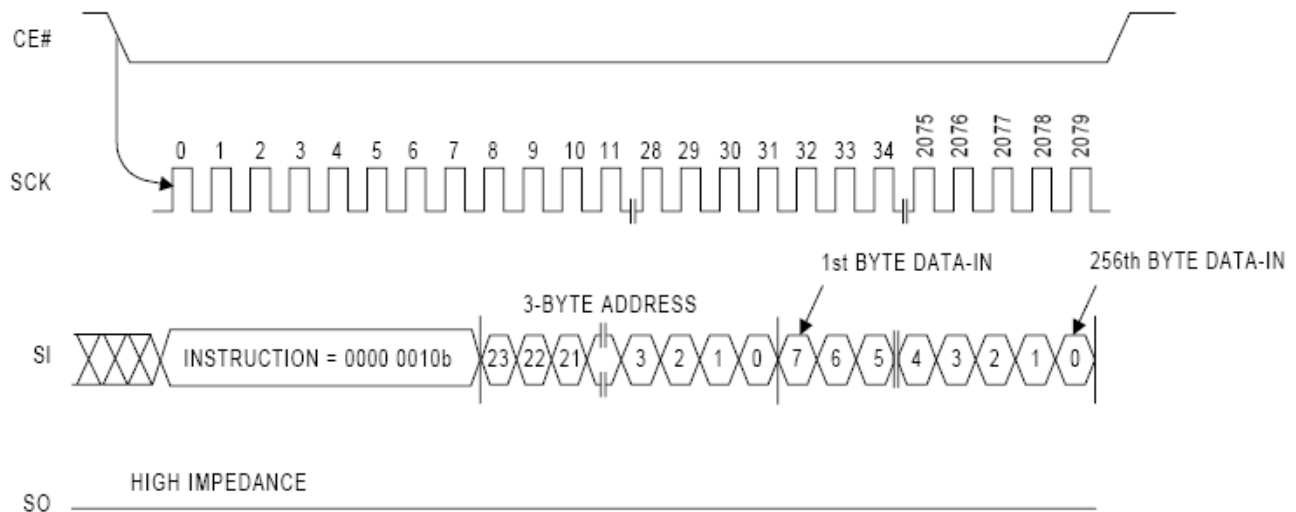 CE#
0 1 2 3 4 5 6 7 8 9 10 11 28 29 30 31 32 33 34 2075 2076 2077 2078 2079
SCK
1st BYTE DATA-IN 256th BYTE DATA-IN
3-BYTE ADDRESS
SI INSTRUCTION = 0000 0010b 23 22 21 3 2 1 0 7 6 5 4 3 2 1 0
HIGH IMPEDANCE
SO